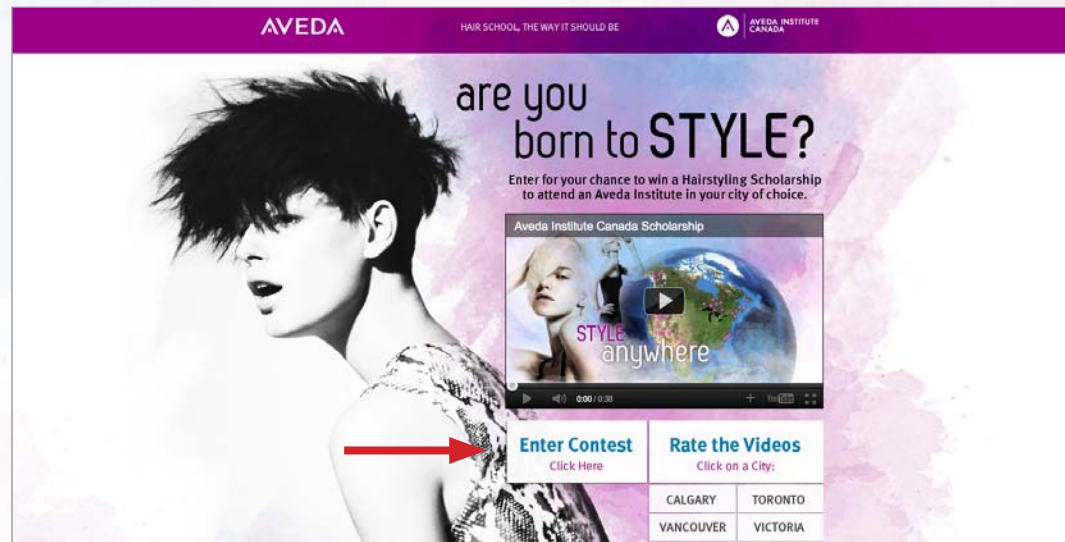 AVEDA
HAIR SCHOOL, THE WAY IT SHOULD BE
A
AVEDA INSTITUTE
CANADA
are you
born to STYLE?
Enter for your chance to win a Hairstyling Scholarship
to attend an Aveda Institute in your city of choice.
Aveda Institute Canada Scholarship
STYLE
anywhere
0:00 / 0:38
YouTube
Enter Contest
Click Here
Rate the Videos
Click on a City:
CALGARY
TORONTO
VANCOUVER
VICTORIA